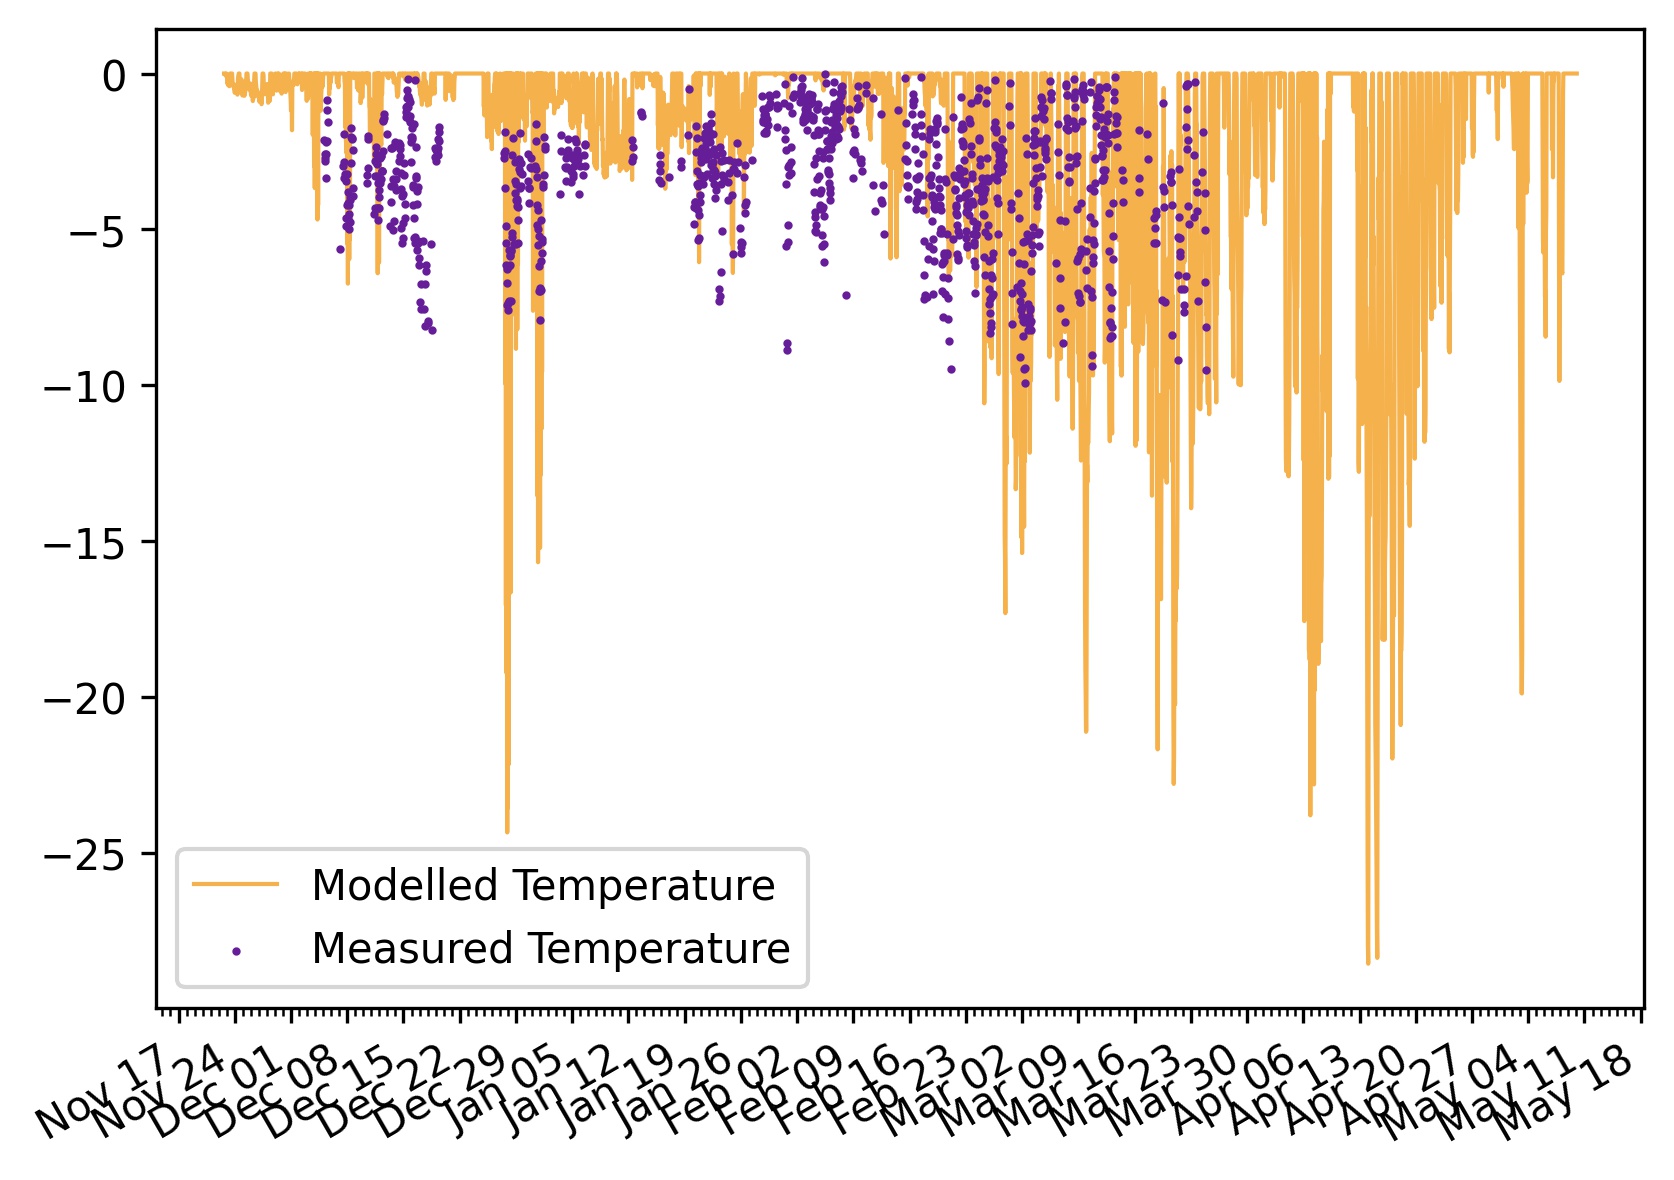 0
−5
−10
−15
−20
−25
Modelled Temperature
Measured Temperature
Nov 17
Nov 24
Dec 01
Dec 08
Dec 15
Dec 22
Dec 29
Jan 05
Jan 12
Jan 19
Jan 26
Feb 02
Feb 09
Feb 16
Feb 23
Mar 02
Mar 09
Mar 16
Mar 23
Mar 30
Apr 06
Apr 13
Apr 20
Apr 27
May 04
May 11
May 18